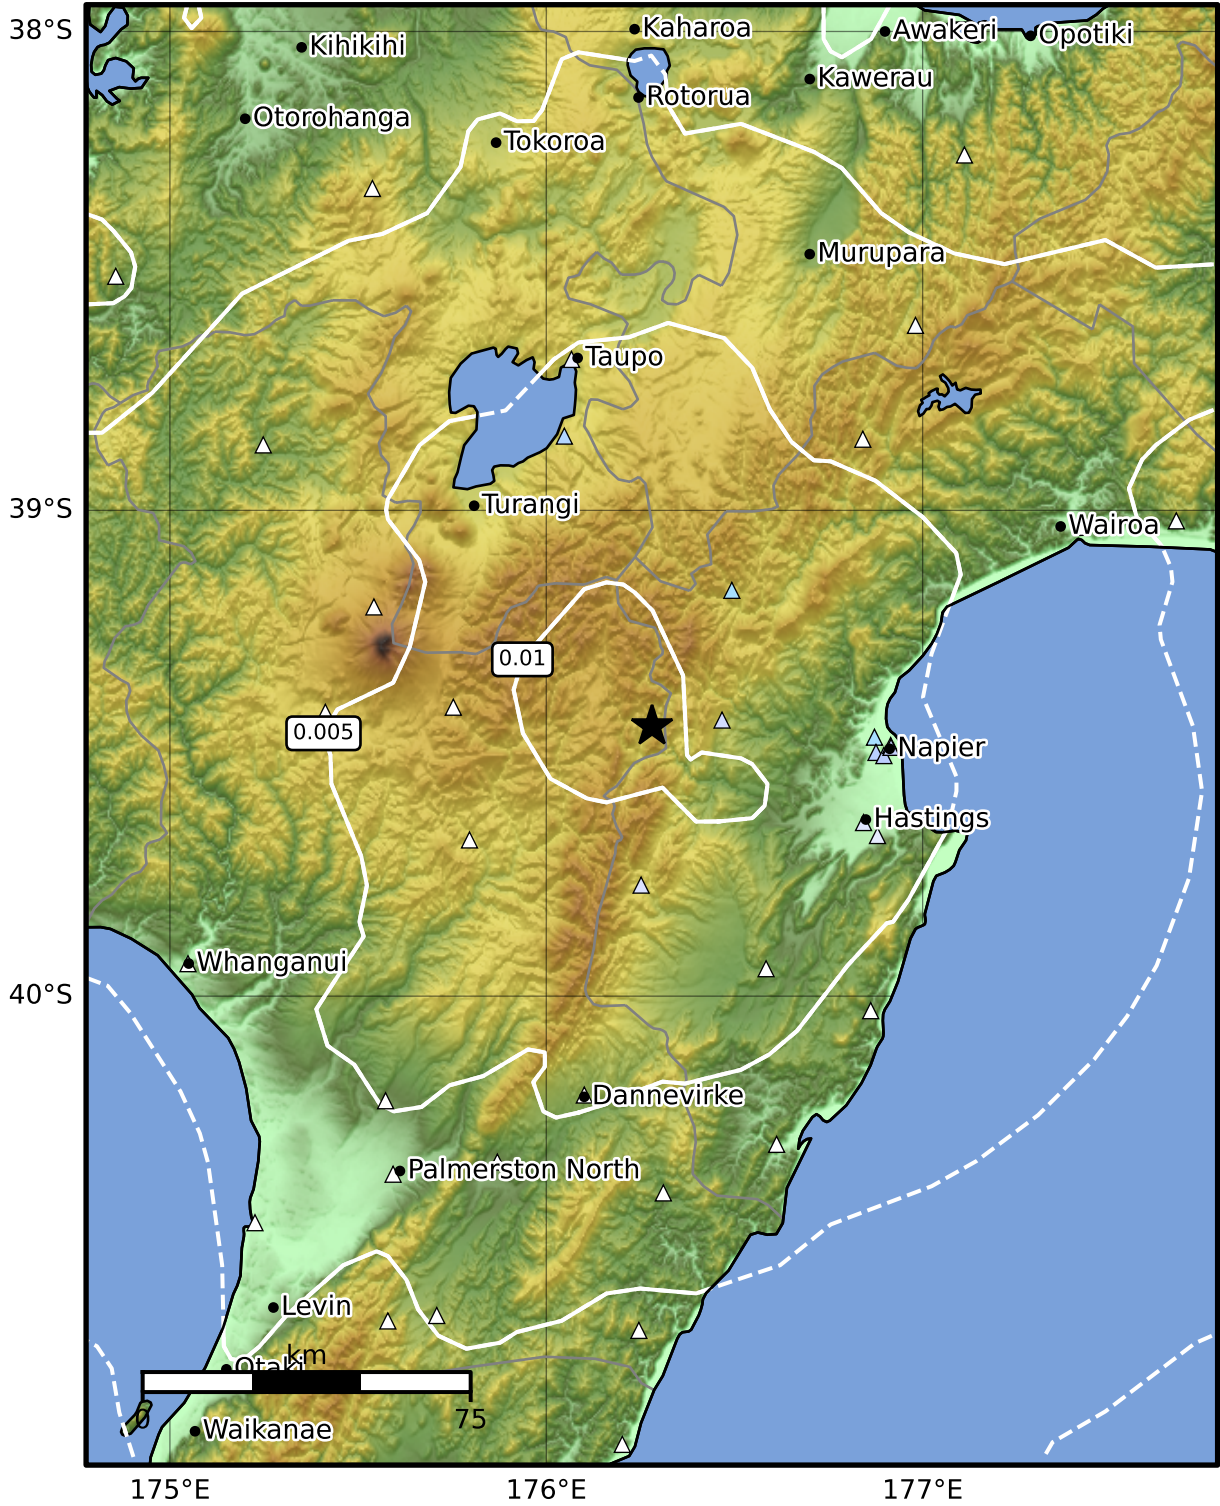 38°S
Kaharoa
Awakeri
Opotiki
Kihikihi
Kawerau
Rotorua
Otorohanga
Tokoroa
Murupara
Taupo
39°S
Turangi
Wairoa
0.01
0.005
Napier
Hastings
Whanganui
40°S
Dannevirke
Palmerston North
Levin
km
Otaki
0
75
Waikanae
175°E
176°E
177°E